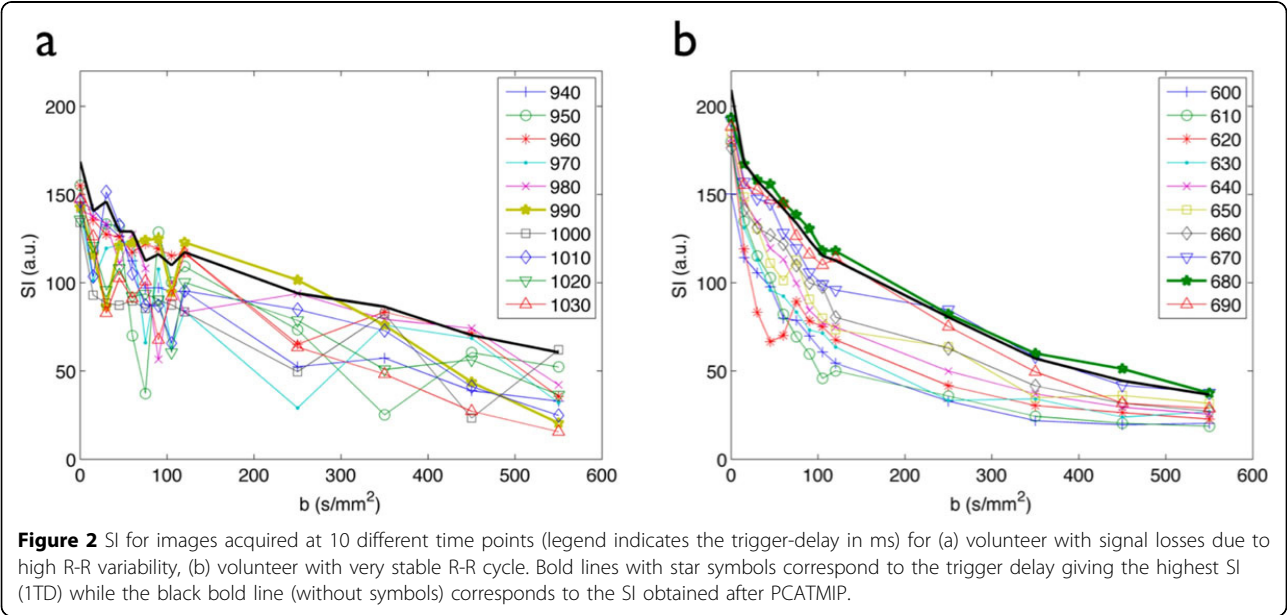 a
SI (a.u.)
200
150
100
50
0
0 100 200 300 400 500 600
b (s/mm²)
940
950
960
970
980
990
1000
1010
1020
1030
b
SI (a.u.)
200
150
100
50
0
0 100 200 300 400 500 600
b (s/mm²)
600
610
620
630
640
650
660
670
680
690
Figure 2 SI for images acquired at 10 different time points (legend indicates the trigger-delay in ms) for (a) volunteer with signal losses due to
high R-R variability, (b) volunteer with very stable R-R cycle. Bold lines with star symbols correspond to the trigger delay giving the highest SI
(1TD) while the black bold line (without symbols) corresponds to the SI obtained after PCATMIP.